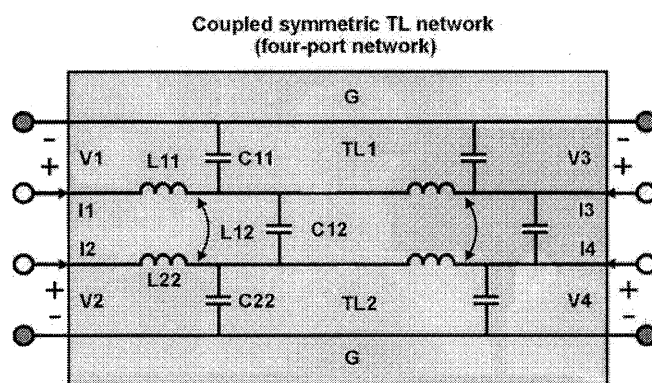 Coupled symmetric TL network
(four-port network)
G
− −
+ V1 L11 C11 TL1 V3 +
I1 I3
I2 L12 C12 I4
+ L22 +
V2 C22 TL2 V4
− −
G